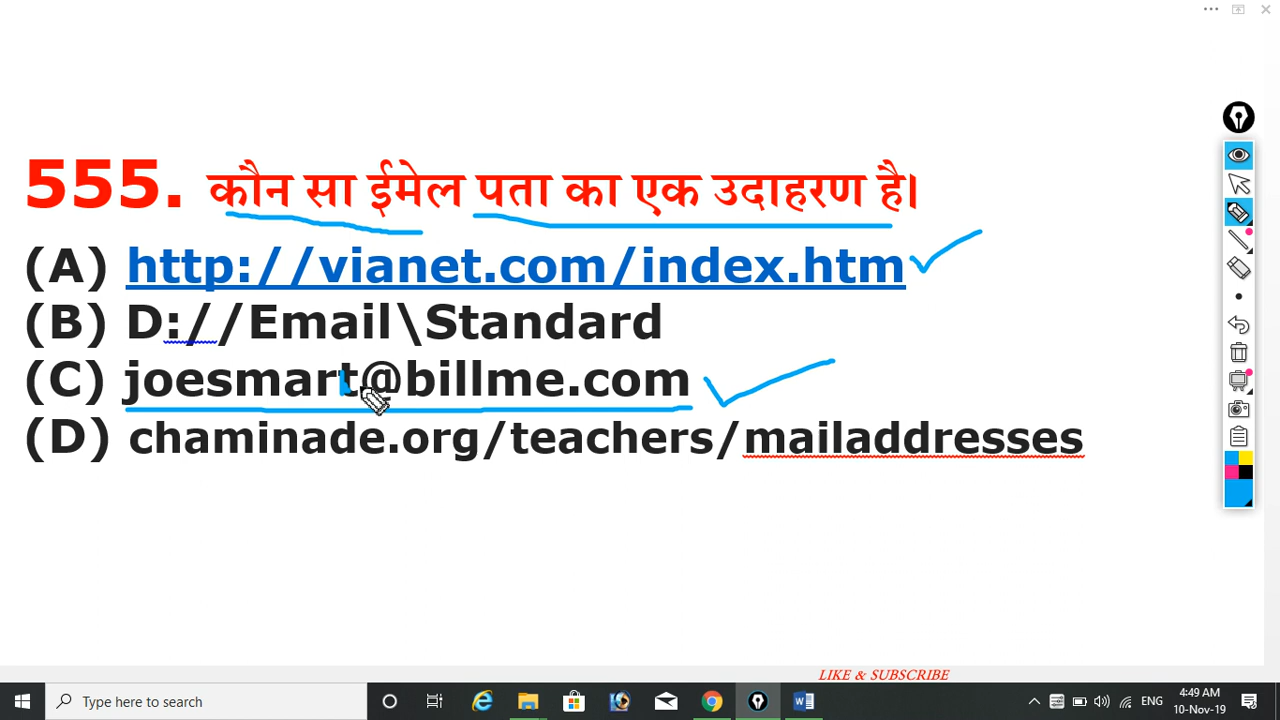 555. कौन सा ईमेल पता का एक उदाहरण है।
(A) http://vianet.com/index.htm
(B) D://Email\Standard
(C) joesmart@billme.com
(D) chaminade.org/teachers/mailaddresses
LIKE & SUBSCRIBE
Type here to search
ENG
4:49 AM
10-Nov-19